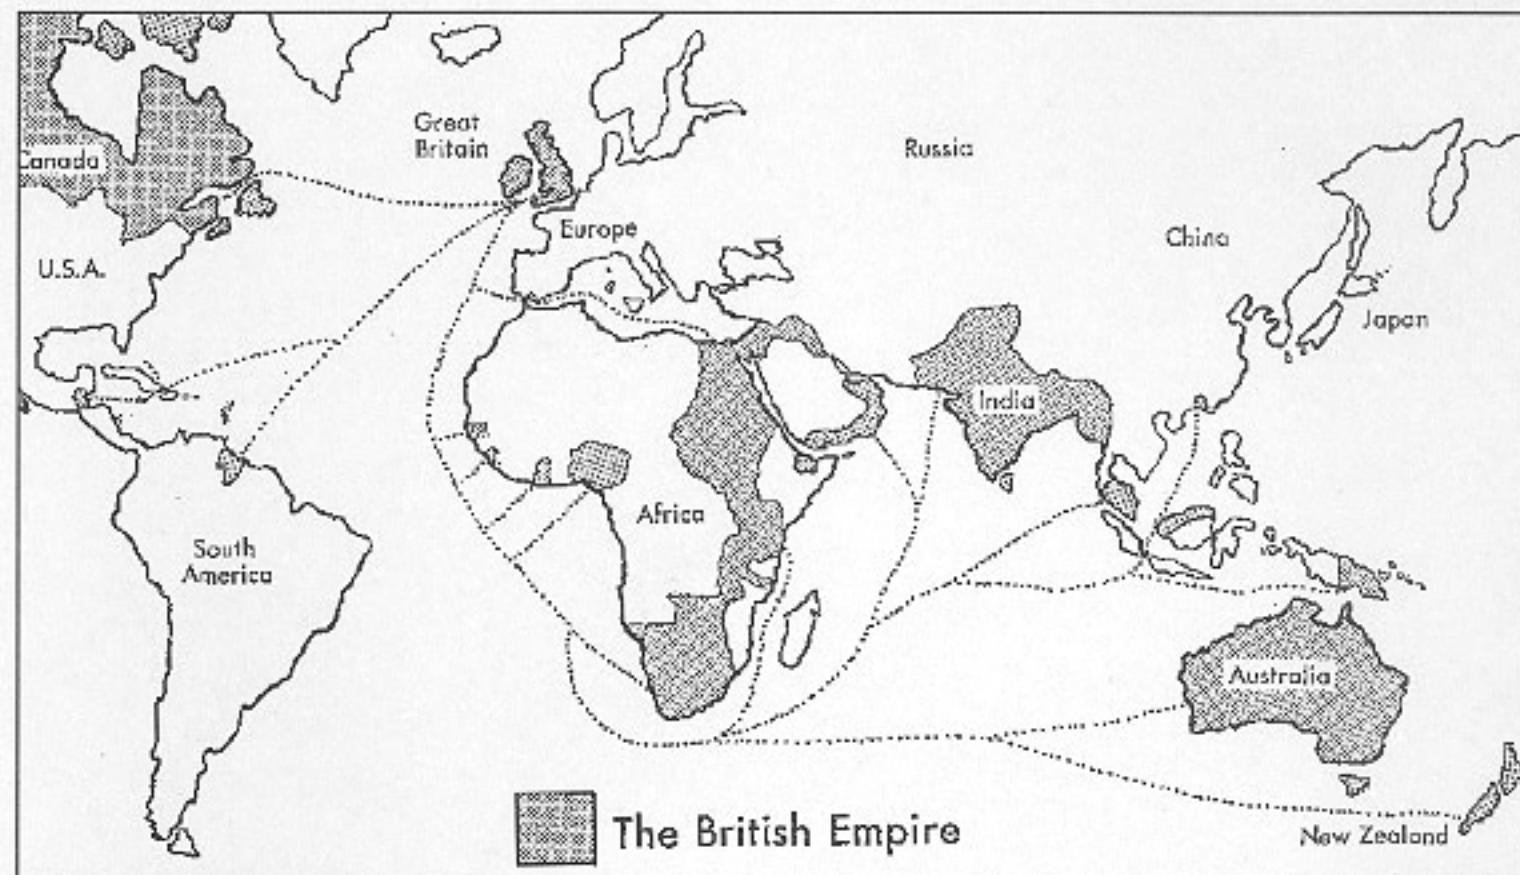 Great
Britain
Canada
Russia
Europe
China
U.S.A.
Japan
India
Africa
South
America
Australia
The British Empire
New Zealand